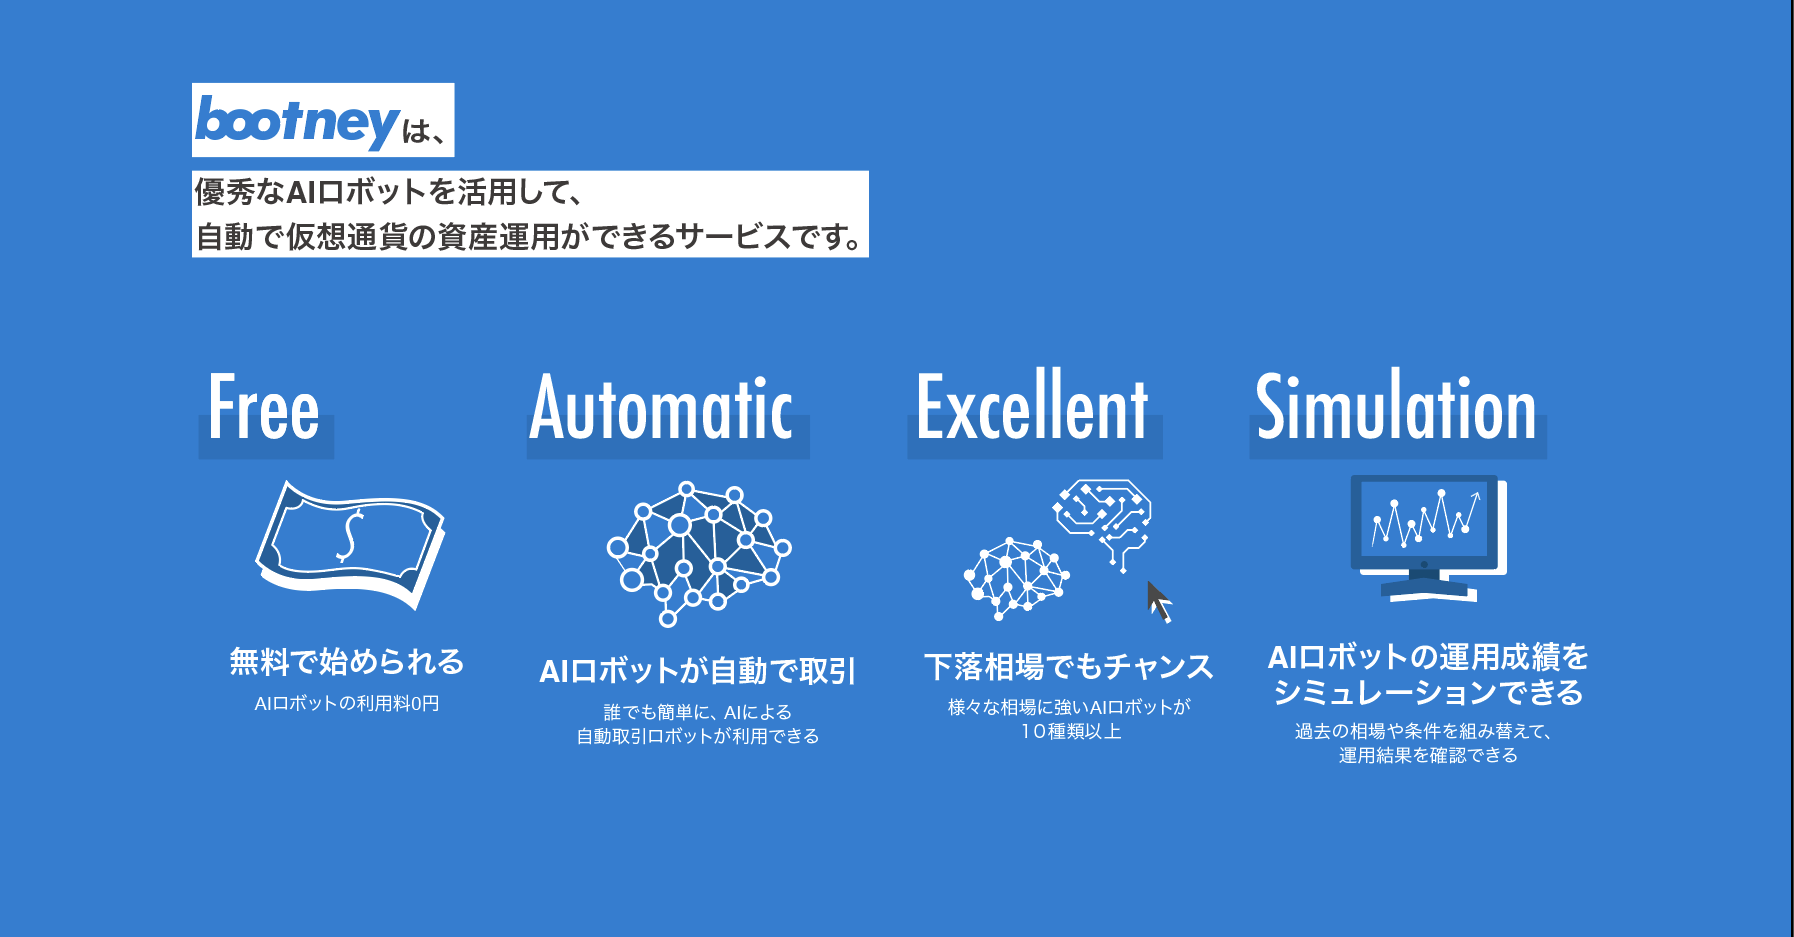 bootneyは、
優秀なAIロボットを活用して、
自動で仮想通貨の資産運用ができるサービスです。
Free
無料で始められる
AIロボットの利用料0円
Automatic
AIロボットが自動で取引
誰でも簡単に、AIによる
自動取引ロボットが利用できる
Excellent
下落相場でもチャンス
様々な相場に強いAIロボットが
10種類以上
Simulation
AIロボットの運用成績を
シミュレーションできる
過去の相場や条件を組み替えて、
運用結果を確認できる